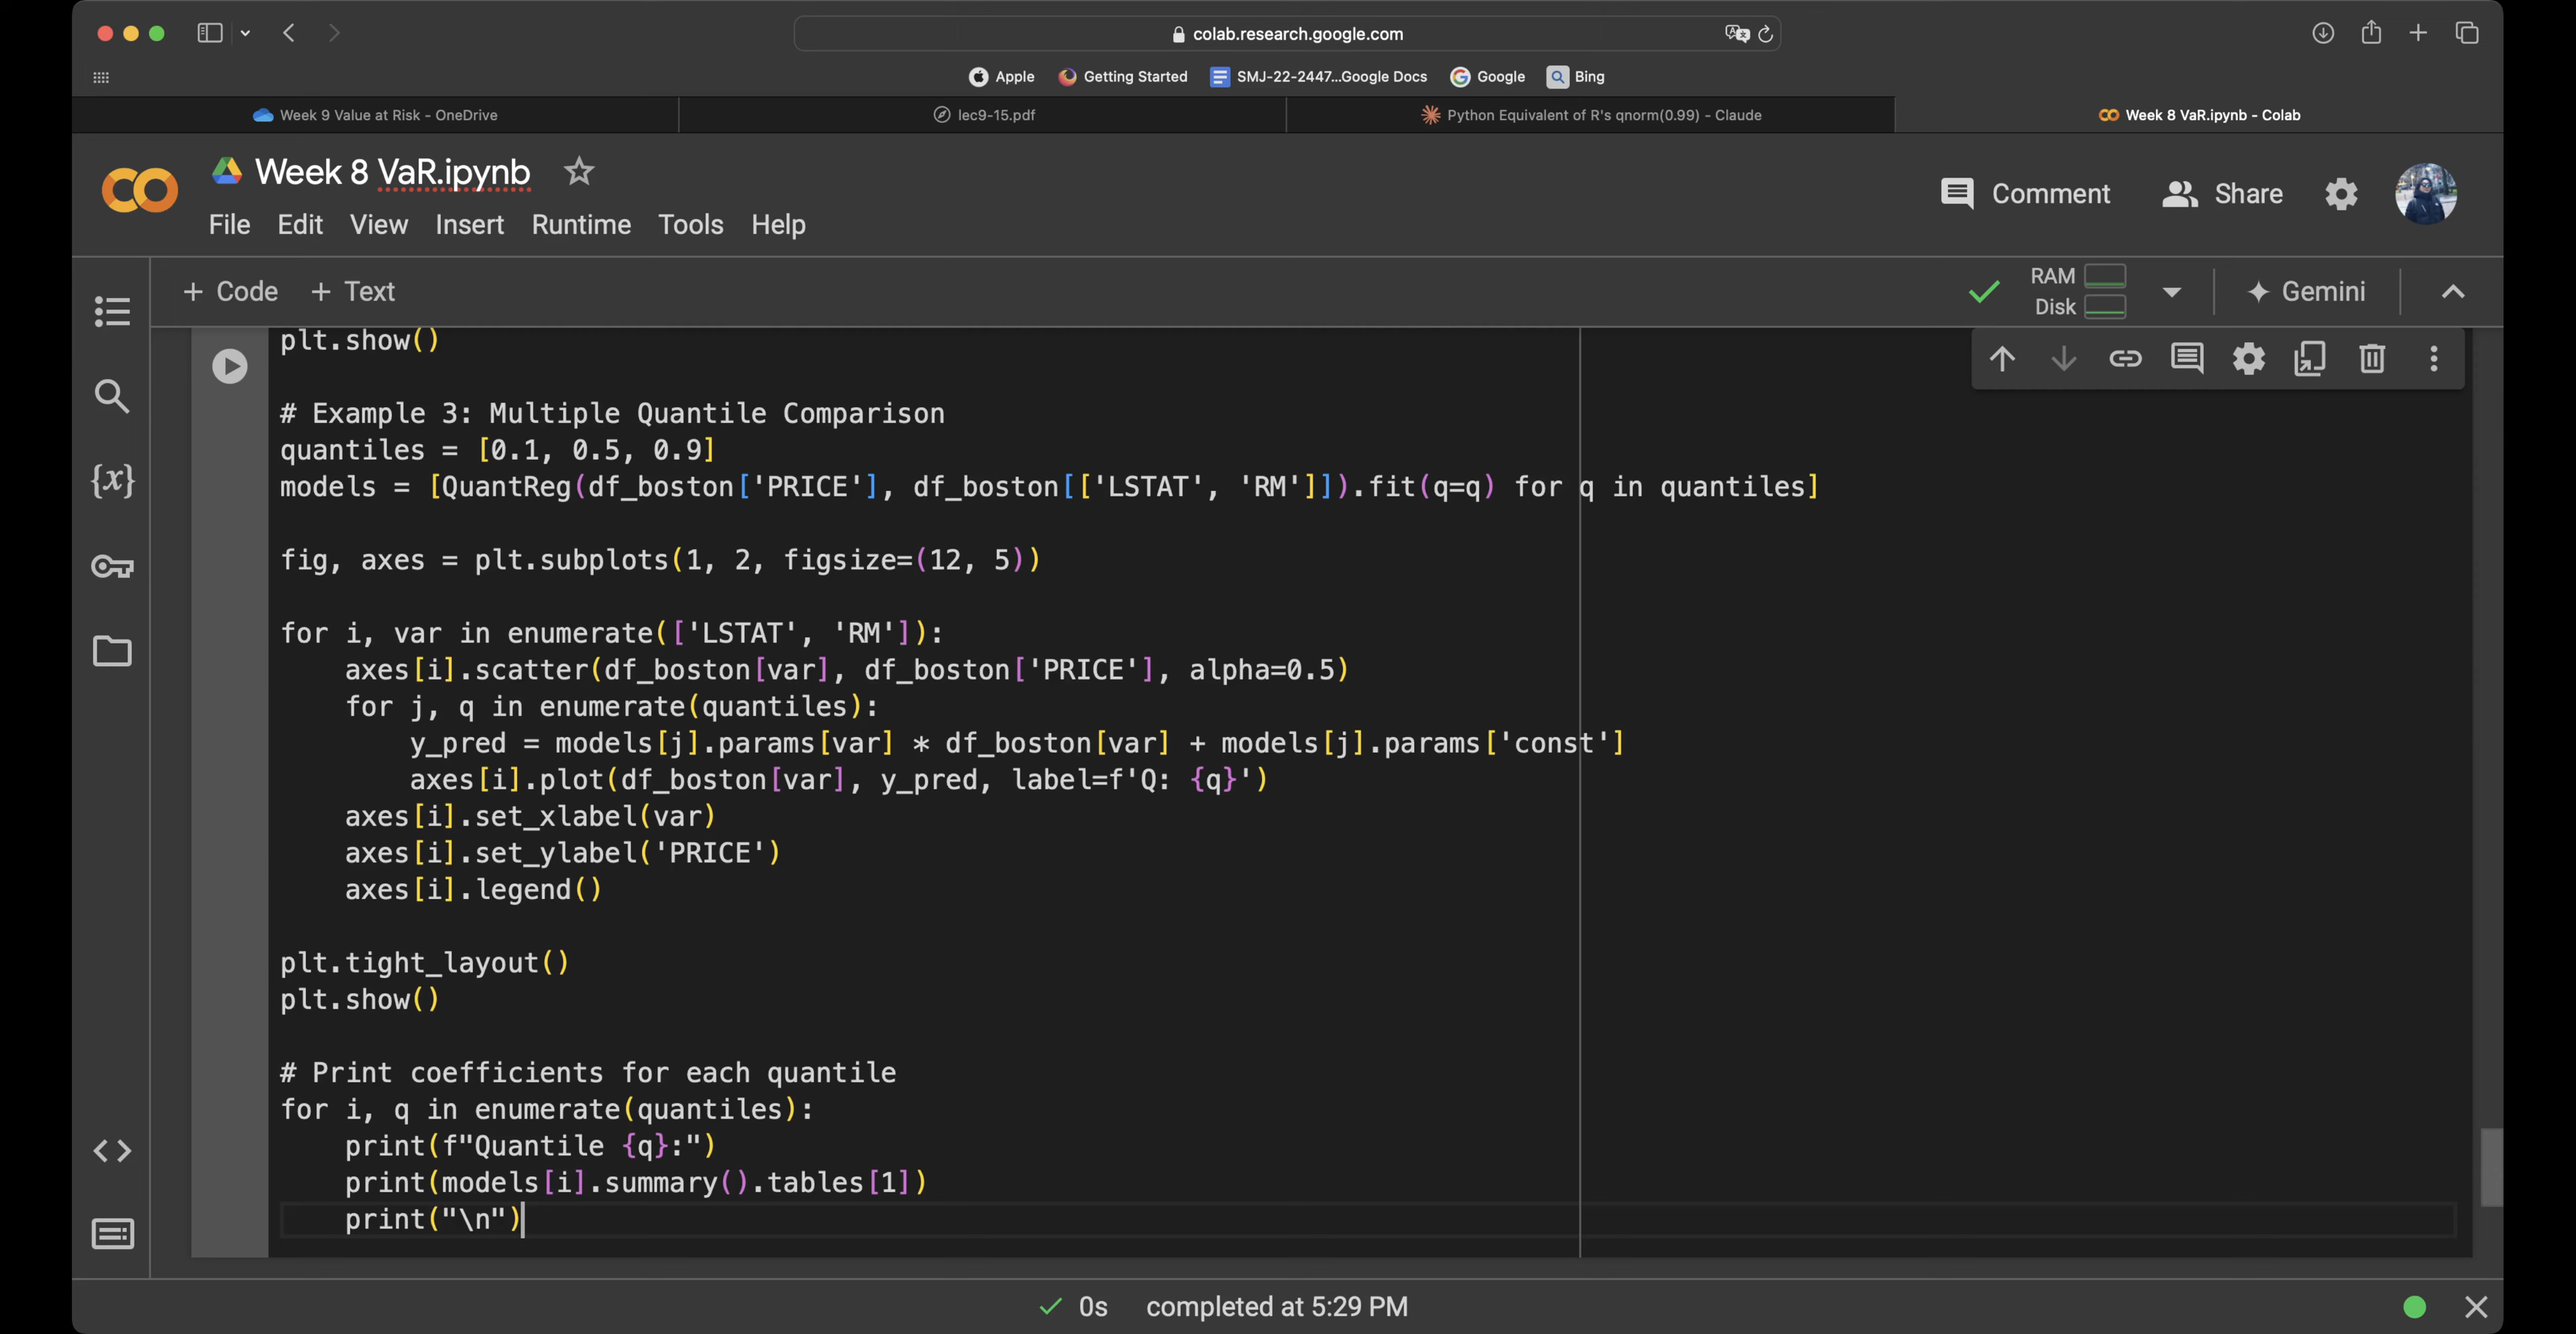 colab.research.google.com
Apple Getting Started SMJ-22-2447...Google Docs Google Bing
Week 9 Value at Risk - OneDrive lec9-15.pdf Python Equivalent of R's qnorm(0.99) - Claude Week 8 VaR.ipynb - Colab
Week 8 VaR.ipynb
Comment Share
File Edit View Insert Runtime Tools Help
+ Code + Text RAM Disk Gemini
plt.show()
# Example 3: Multiple Quantile Comparison
quantiles = [0.1, 0.5, 0.9]
models = [QuantReg(df_boston['PRICE'], df_boston[['LSTAT', 'RM']]).fit(q=q) for q in quantiles]
fig, axes = plt.subplots(1, 2, figsize=(12, 5))
for i, var in enumerate(['LSTAT', 'RM']):
    axes[i].scatter(df_boston[var], df_boston['PRICE'], alpha=0.5)
    for j, q in enumerate(quantiles):
        y_pred = models[j].params[var] * df_boston[var] + models[j].params['const']
        axes[i].plot(df_boston[var], y_pred, label=f'Q: {q}')
    axes[i].set_xlabel(var)
    axes[i].set_ylabel('PRICE')
    axes[i].legend()
plt.tight_layout()
plt.show()
# Print coefficients for each quantile
for i, q in enumerate(quantiles):
    print(f"Quantile {q}:")
    print(models[i].summary().tables[1])
    print("\n")
0s completed at 5:29 PM